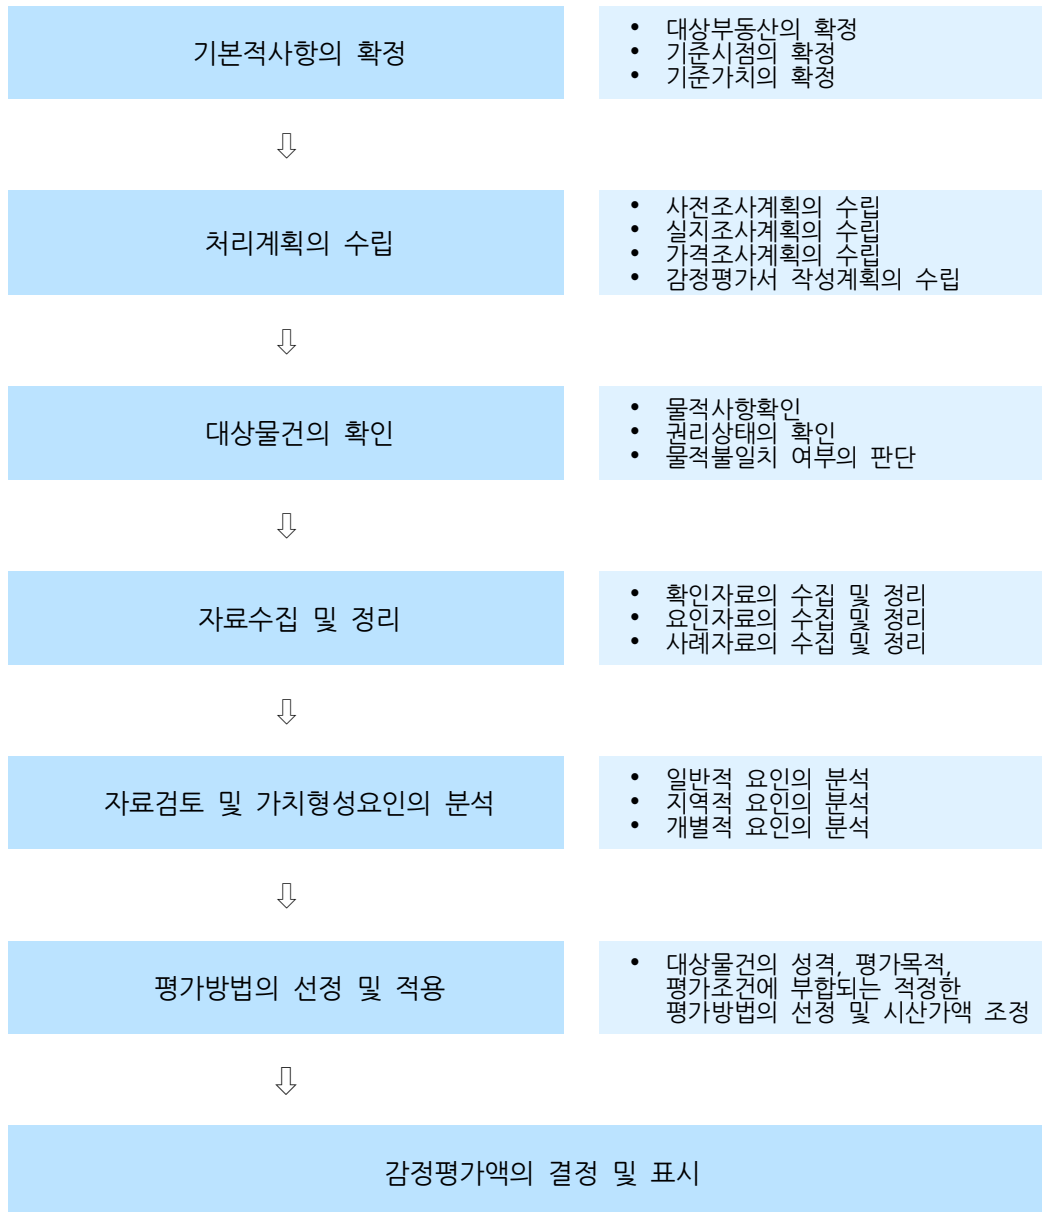 기본적사항의 확정
• 대상부동산의 확정
• 기준시점의 확정
• 기준가치의 확정
⇩
처리계획의 수립
• 사전조사계획의 수립
• 실지조사계획의 수립
• 가격조사계획의 수립
• 감정평가서 작성계획의 수립
⇩
대상물건의 확인
• 물적사항확인
• 권리상태의 확인
• 물적불일치 여부의 판단
⇩
자료수집 및 정리
• 확인자료의 수집 및 정리
• 요인자료의 수집 및 정리
• 사례자료의 수집 및 정리
⇩
자료검토 및 가치형성요인의 분석
• 일반적 요인의 분석
• 지역적 요인의 분석
• 개별적 요인의 분석
⇩
평가방법의 선정 및 적용
• 대상물건의 성격, 평가목적,
평가조건에 부합되는 적정한
평가방법의 선정 및 시산가액 조정
⇩
감정평가액의 결정 및 표시